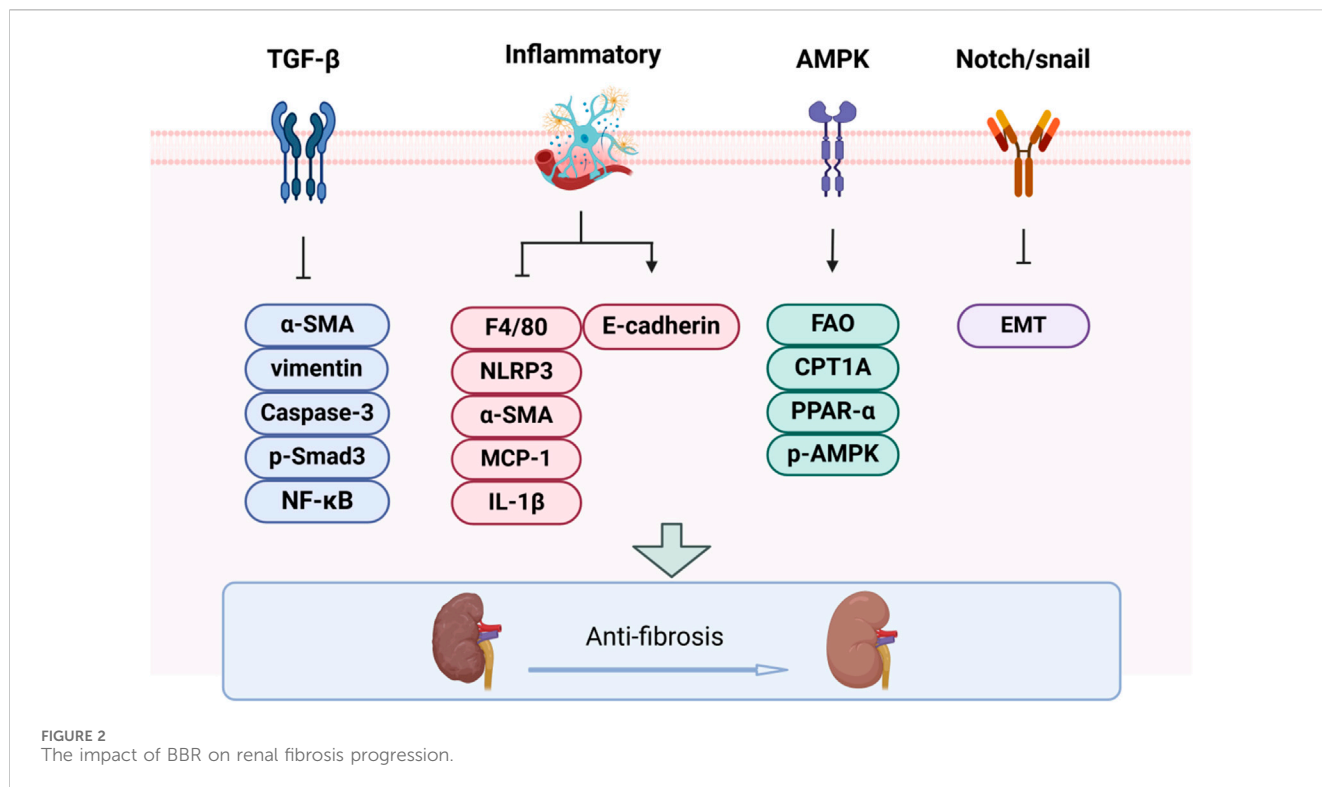 TGF-β
Inflammatory
AMPK
Notch/snail
α-SMA
vimentin
Caspase-3
p-Smad3
NF-κB
F4/80
E-cadherin
NLRP3
α-SMA
MCP-1
IL-1β
FAO
CPT1A
PPAR-α
p-AMPK
EMT
Anti-fibrosis
FIGURE 2
The impact of BBR on renal fibrosis progression.